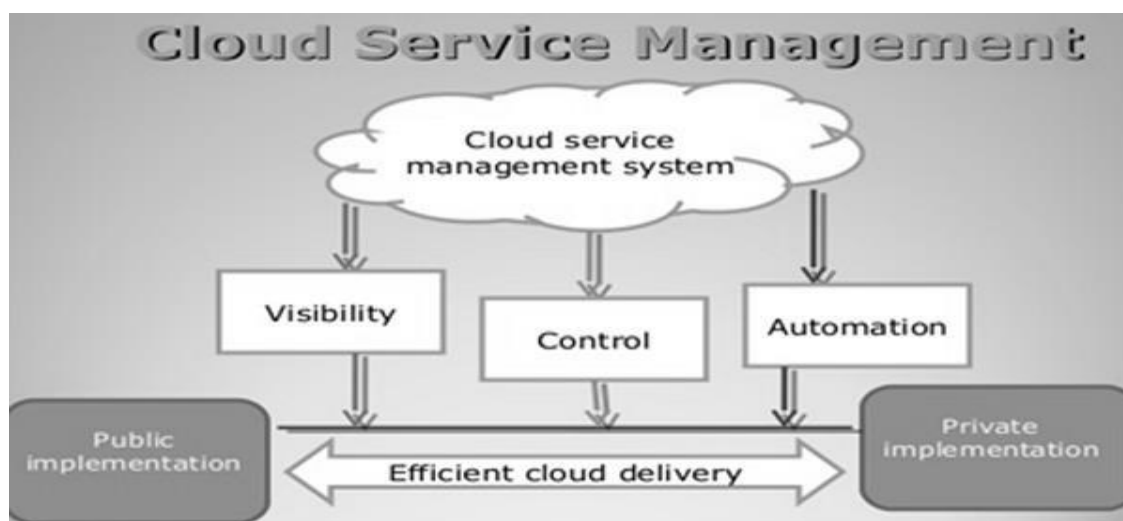 Cloud Service Management
Cloud service
management system
Visibility
Control
Automation
Public
implementation
Private
implementation
Efficient cloud delivery